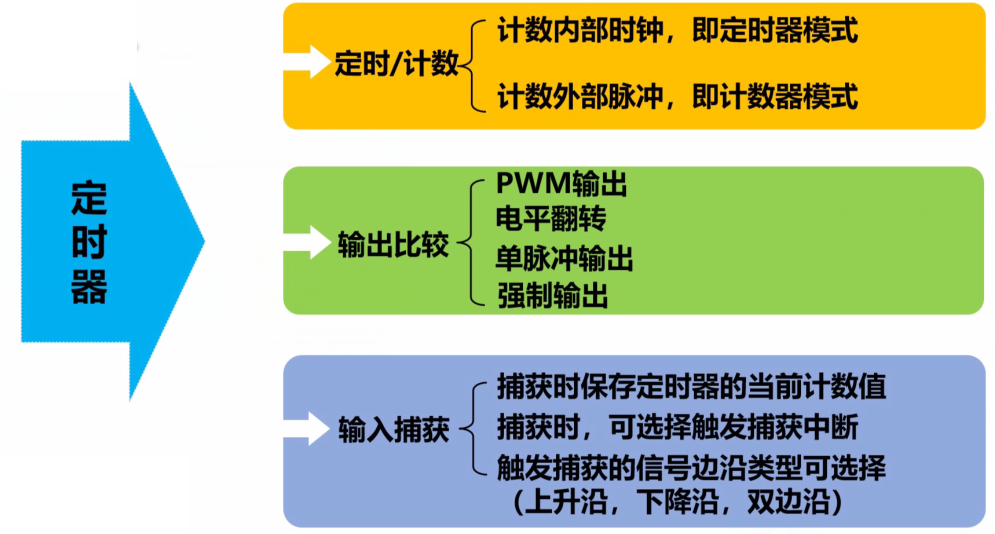 定时器
定时/计数
计数内部时钟，即定时器模式
计数外部脉冲，即计数器模式
输出比较
PWM输出
电平翻转
单脉冲输出
强制输出
输入捕获
捕获时保存定时器的当前计数值
捕获时，可选择触发捕获中断
触发捕获的信号边沿类型可选择
（上升沿，下降沿，双边沿）